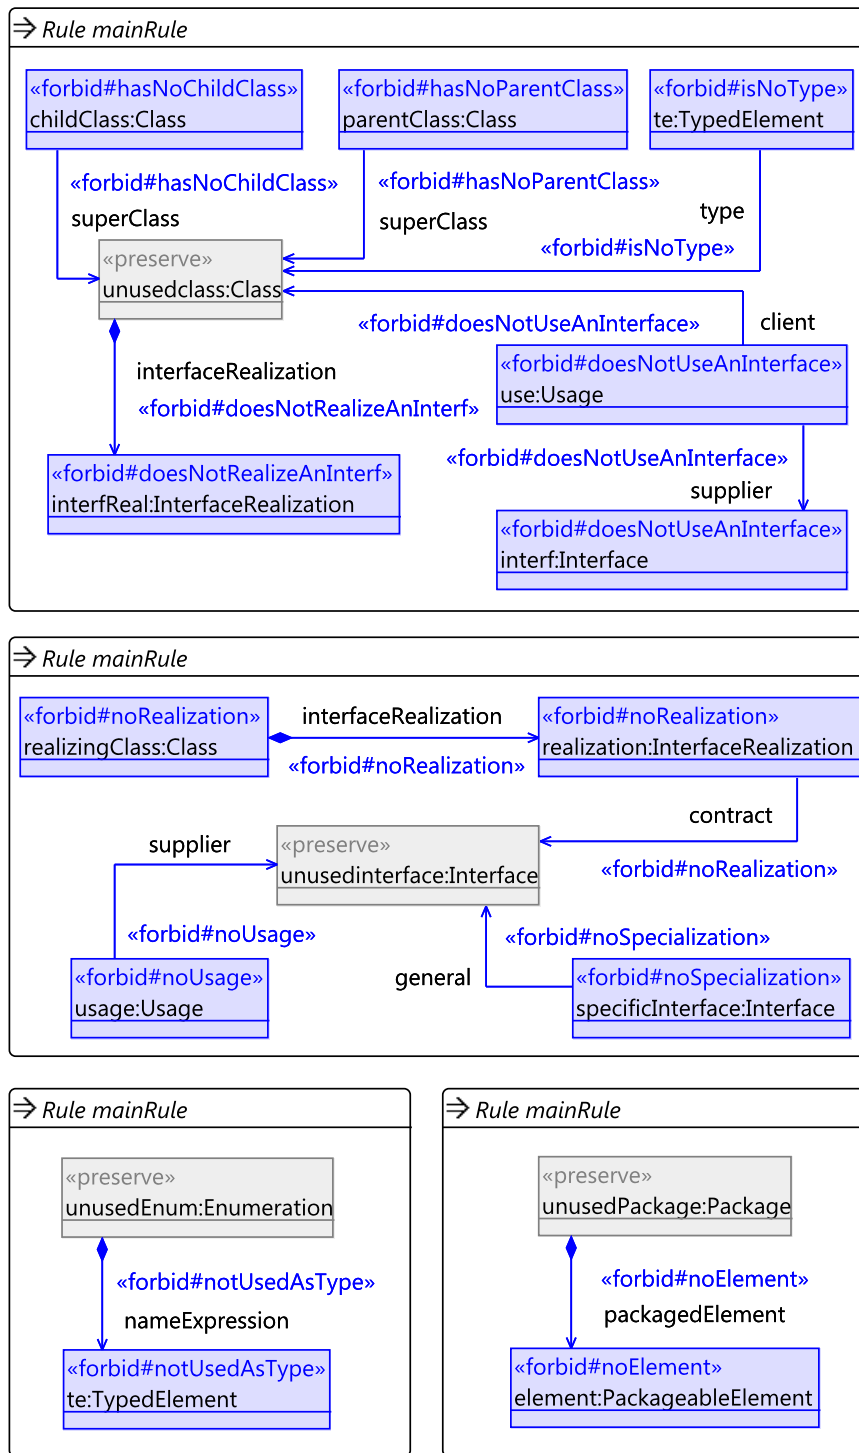 Rule mainRule
«forbid#hasNoChildClass»
childClass:Class
«forbid#hasNoParentClass»
parentClass:Class
«forbid#isNoType»
te:TypedElement
«forbid#hasNoChildClass»
superClass
«forbid#hasNoParentClass»
superClass
type
«forbid#isNoType»
«preserve»
unusedclass:Class
«forbid#doesNotUseAnInterface»
client
interfaceRealization
«forbid#doesNotRealizeAnInterf»
«forbid#doesNotUseAnInterface»
use:Usage
«forbid#doesNotUseAnInterface»
supplier
«forbid#doesNotRealizeAnInterf»
interfReal:InterfaceRealization
«forbid#doesNotUseAnInterface»
interf:Interface
Rule mainRule
«forbid#noRealization»
realizingClass:Class
interfaceRealization
«forbid#noRealization»
«forbid#noRealization»
realization:InterfaceRealization
contract
«forbid#noRealization»
supplier
«preserve»
unusedinterface:Interface
«forbid#noUsage»
«forbid#noSpecialization»
general
«forbid#noUsage»
usage:Usage
«forbid#noSpecialization»
specificInterface:Interface
Rule mainRule
«preserve»
unusedEnum:Enumeration
«forbid#notUsedAsType»
nameExpression
«forbid#notUsedAsType»
te:TypedElement
Rule mainRule
«preserve»
unusedPackage:Package
«forbid#noElement»
packagedElement
«forbid#noElement»
element:PackageableElement